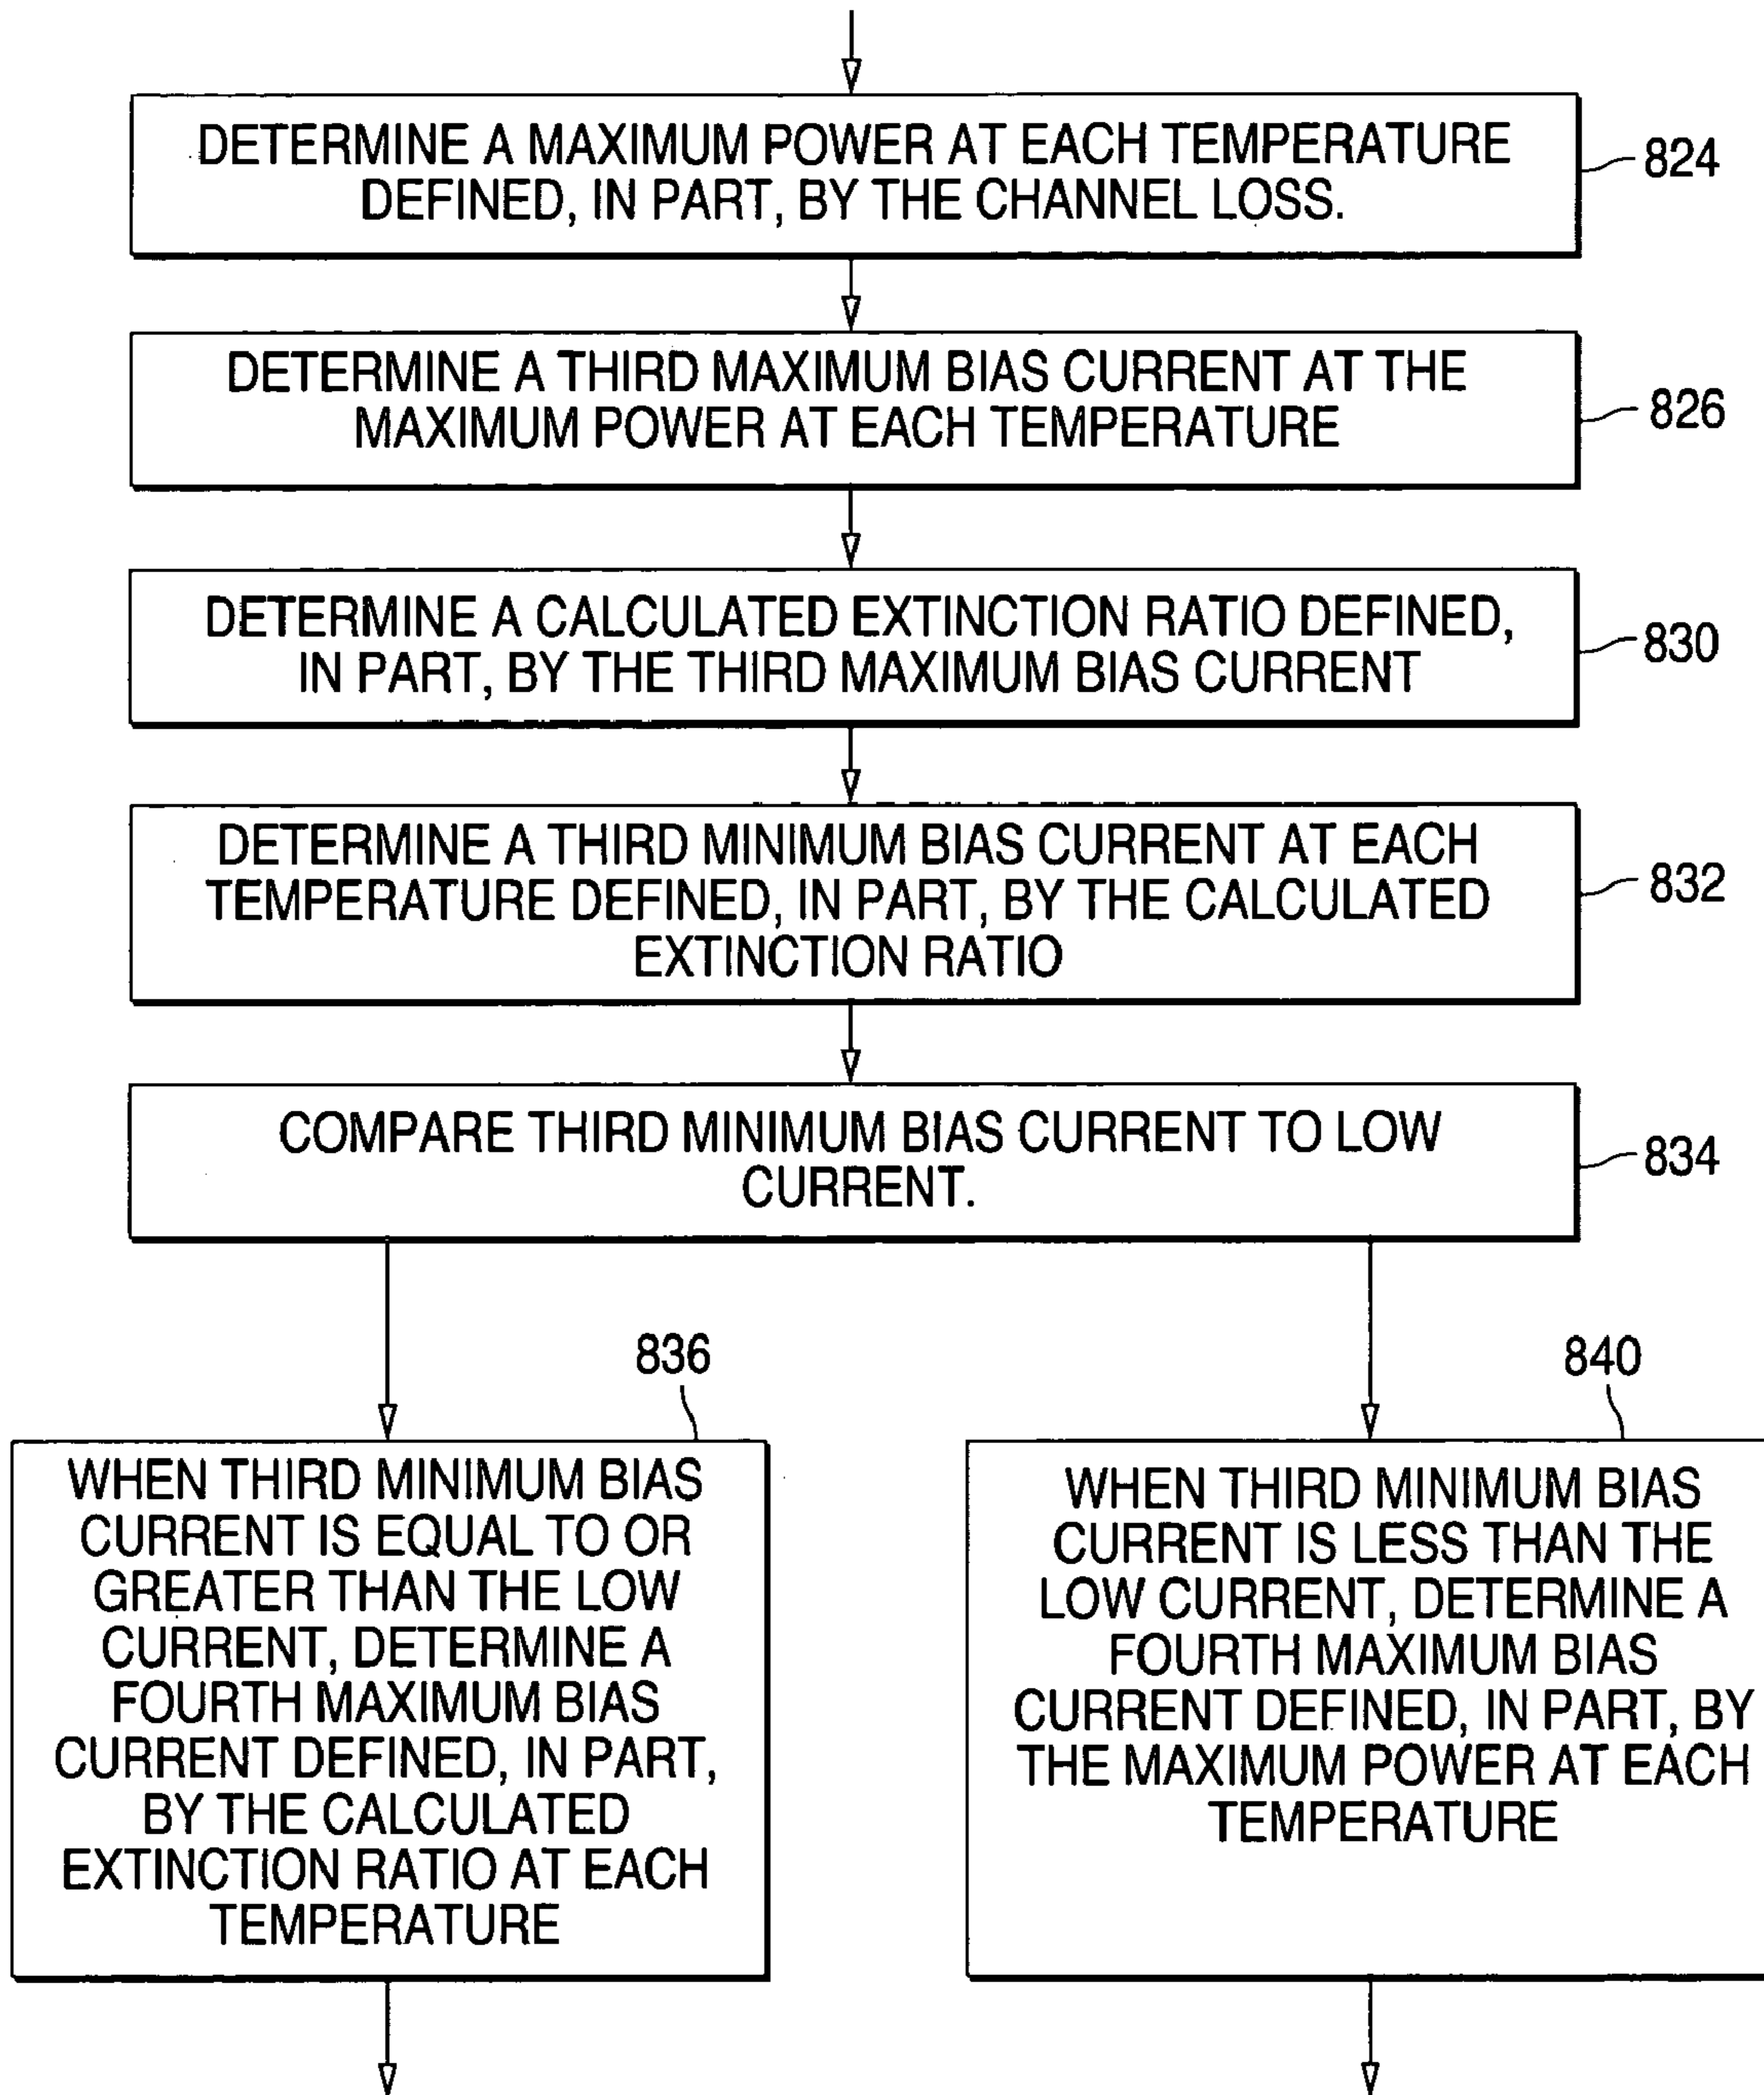 DETERMINE A MAXIMUM POWER AT EACH TEMPERATURE
DEFINED, IN PART, BY THE CHANNEL LOSS.
824
DETERMINE A THIRD MAXIMUM BIAS CURRENT AT THE
MAXIMUM POWER AT EACH TEMPERATURE
826
DETERMINE A CALCULATED EXTINCTION RATIO DEFINED,
IN PART, BY THE THIRD MAXIMUM BIAS CURRENT
830
DETERMINE A THIRD MINIMUM BIAS CURRENT AT EACH
TEMPERATURE DEFINED, IN PART, BY THE CALCULATED
EXTINCTION RATIO
832
COMPARE THIRD MINIMUM BIAS CURRENT TO LOW
CURRENT.
834
836
WHEN THIRD MINIMUM BIAS
CURRENT IS EQUAL TO OR
GREATER THAN THE LOW
CURRENT, DETERMINE A
FOURTH MAXIMUM BIAS
CURRENT DEFINED, IN PART,
BY THE CALCULATED
EXTINCTION RATIO AT EACH
TEMPERATURE
840
WHEN THIRD MINIMUM BIAS
CURRENT IS LESS THAN THE
LOW CURRENT, DETERMINE A
FOURTH MAXIMUM BIAS
CURRENT DEFINED, IN PART, BY
THE MAXIMUM POWER AT EACH
TEMPERATURE